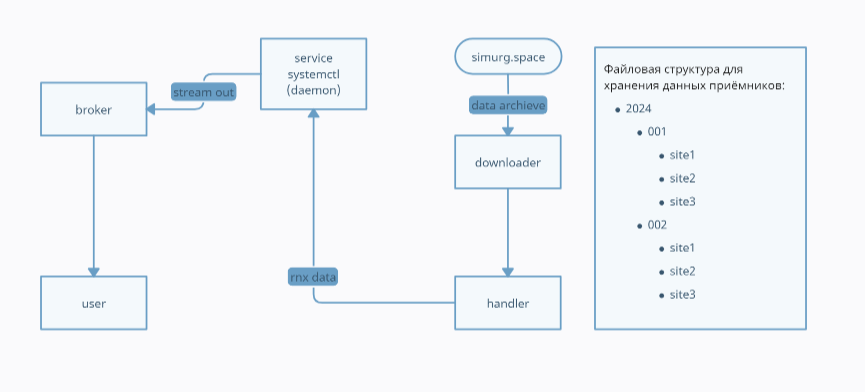 service
systemctl
(daemon)
stream out
broker
user
rnx data
simurg.space
data archieve
downloader
handler
Файловая структура для
хранения данных приёмников:
2024
001
site1
site2
site3
002
site1
site2
site3